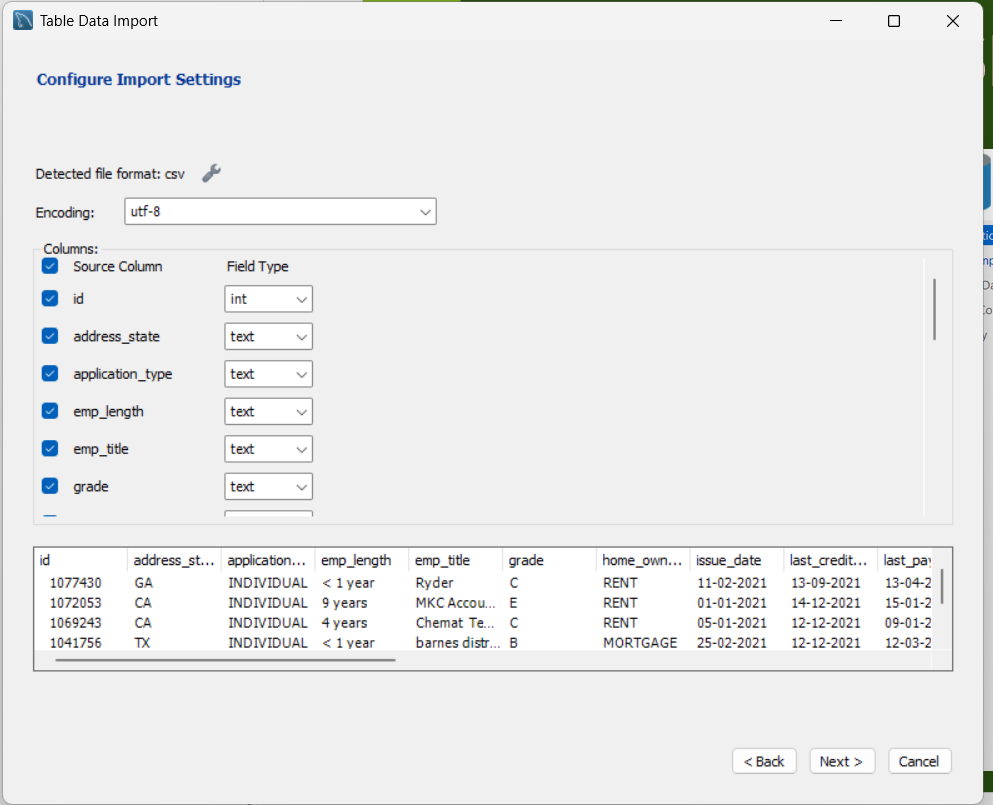 Table Data Import
Configure Import Settings
Detected file format: csv
Encoding: utf-8
Columns:
Source Column Field Type
id int
address_state text
application_type text
emp_length text
emp_title text
grade text
id address_st... application... emp_length emp_title grade home_own... issue_date last_credit... last_pay
1077430 GA INDIVIDUAL < 1 year Ryder C RENT 11-02-2021 13-09-2021 13-04-2
1072053 CA INDIVIDUAL 9 years MKC Accou... E RENT 01-01-2021 14-12-2021 15-01-2
1069243 CA INDIVIDUAL 4 years Chemat Te... C RENT 05-01-2021 12-12-2021 09-01-2
1041756 TX INDIVIDUAL < 1 year barnes distr... B MORTGAGE 25-02-2021 12-12-2021 12-03-2
< Back Next > Cancel